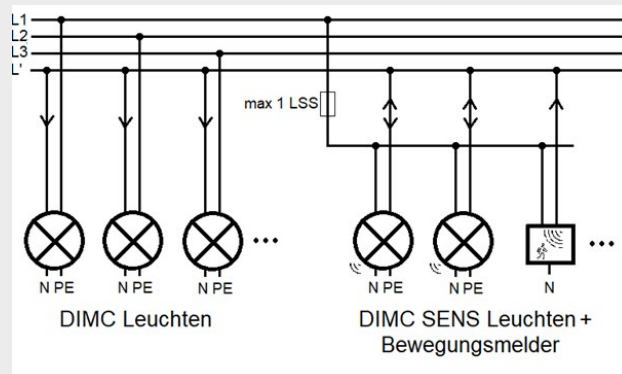 L1
L2
L3
L'
max 1 LSS
N PE N PE N PE N PE N PE N
DIMC Leuchten
DIMC SENS Leuchten +
Bewegungsmelder